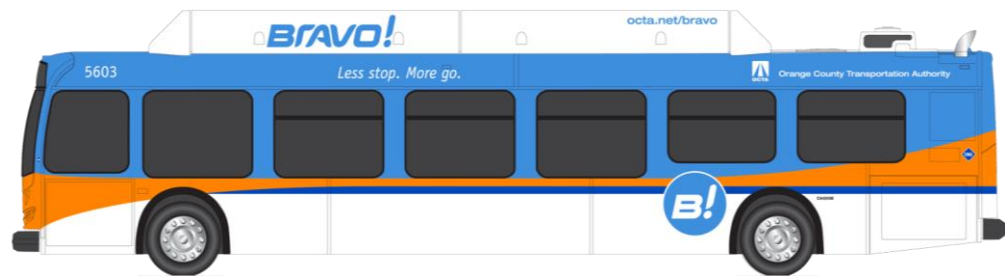 BRAVO!
octa.net/bravo
5603
Less stop. More go.
OCTA
Orange County Transportation Authority
B!